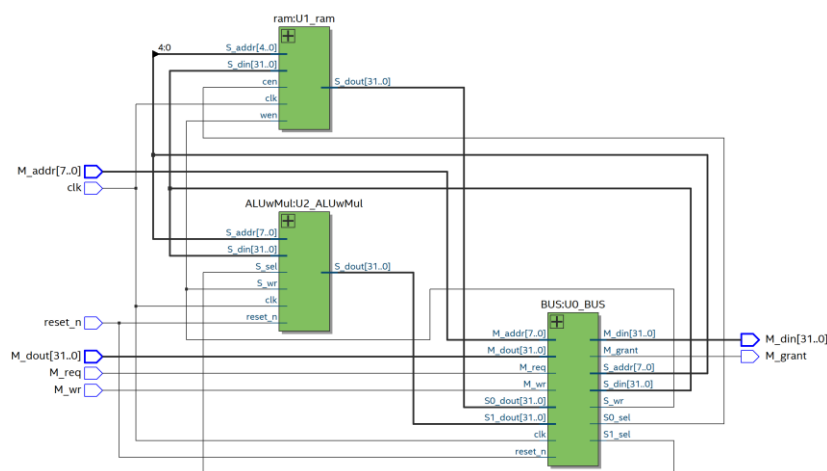 ram:U1_ram
4:0
S_addr[4..0]
S_din[31..0]
cen
S_dout[31..0]
clk
wen
M_addr[7..0]
clk
ALUwMul:U2_ALUwMul
S_addr[7..0]
S_din[31..0]
S_sel
S_dout[31..0]
S_wr
clk
reset_n
reset_n
M_dout[31..0]
M_req
M_wr
BUS:U0_BUS
M_addr[7..0]
M_din[31..0]
M_din[31..0]
M_dout[31..0]
M_grant
M_grant
M_req
S_addr[7..0]
M_wr
S_din[31..0]
S0_dout[31..0]
S_wr
S1_dout[31..0]
S0_sel
clk
S1_sel
reset_n